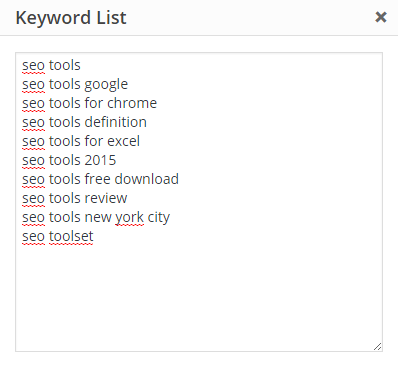 Keyword List
seo tools
seo tools google
seo tools for chrome
seo tools definition
seo tools for excel
seo tools 2015
seo tools free download
seo tools review
seo tools new york city
seo toolset